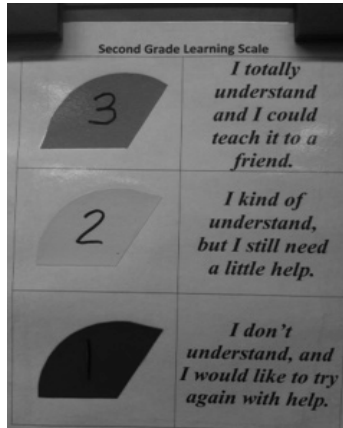 Second Grade Learning Scale
3
I totally
understand
and I could
teach it to a
friend.
2
I kind of
understand,
but I still need
a little help.
1
I don't
understand, and
I would like to try
again with help.